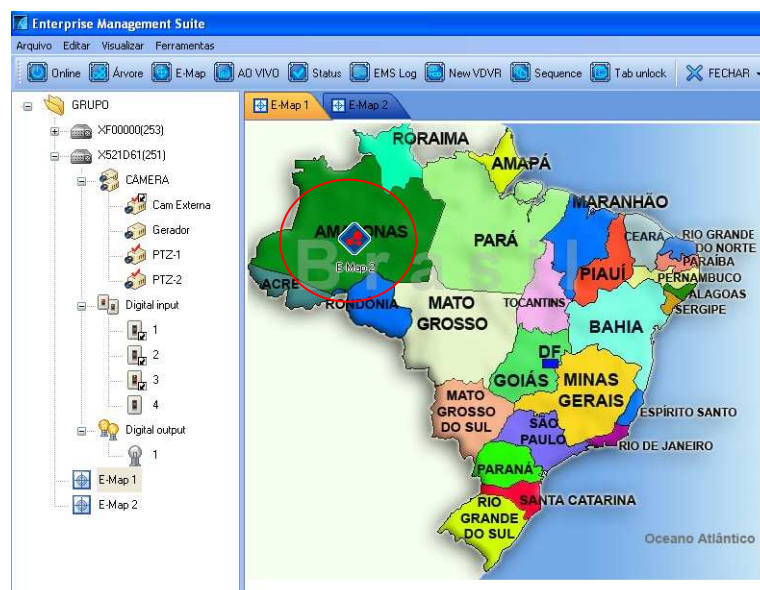 Enterprise Management Suite
Arquivo Editar Visualizar Ferramentas
Online Árvore E-Map AO VIVO Status EMS Log New VDVR Sequence Tab unlock FECHAR
GRUPO
XF00000(253)
X521D61(251)
CÂMERA
Cam Externa
Gerador
PTZ-1
PTZ-2
Digital input
1
2
3
4
Digital output
1
E-Map 1
E-Map 2
E-Map 1 E-Map 2
RORAIMA
AMAPÁ
AMAZONAS
E-Map 2
PARÁ
MARANHÃO
CEARÁ
RIO GRANDE
DO NORTE
PARAÍBA
PERNAMBUCO
ALAGOAS
SERGIPE
PIAUÍ
Brasil
ACRE
RONDÔNIA
MATO
GROSSO
TOCANTINS
BAHIA
DF
GOIÁS
MINAS
GERAIS
MATO
GROSSO
DO SUL
ESPÍRITO SANTO
SÃO
PAULO
RIO DE JANEIRO
PARANÁ
SANTA CATARINA
RIO
GRANDE
DO SUL
Oceano Atlântico